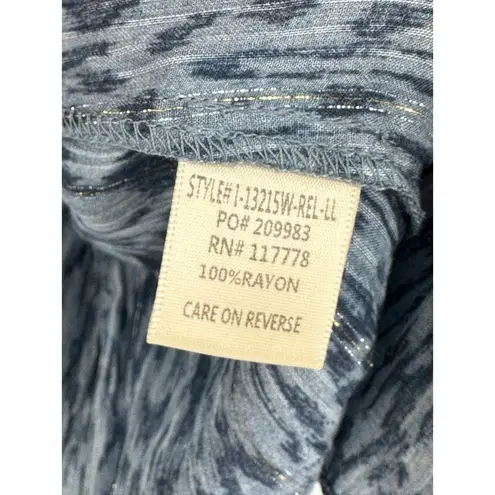 STYLE# I-13215W-REL-LL
PO# 209983
RN# 117778
100%RAYON
CARE ON REVERSE